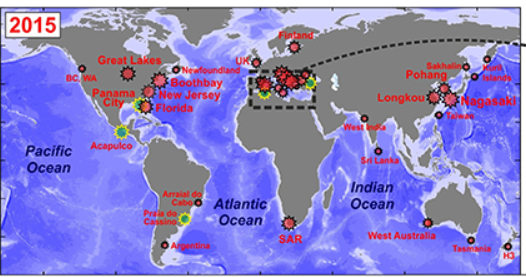 2015
Finland
Great Lakes
UK
Sakhalin
BC, WA
Newfoundland
Pohang
Kuril
Islands
Boothbay
Panama
City
New Jersey
Longkou
Nagasaki
Florida
Taiwan
West India
Acapulco
Pacific
Ocean
Sri Lanka
Arraial do
Cabo
Atlantic
Ocean
Indian
Ocean
Praia do
Cassino
SAR
West Australia
Argentina
Tasmania
H3